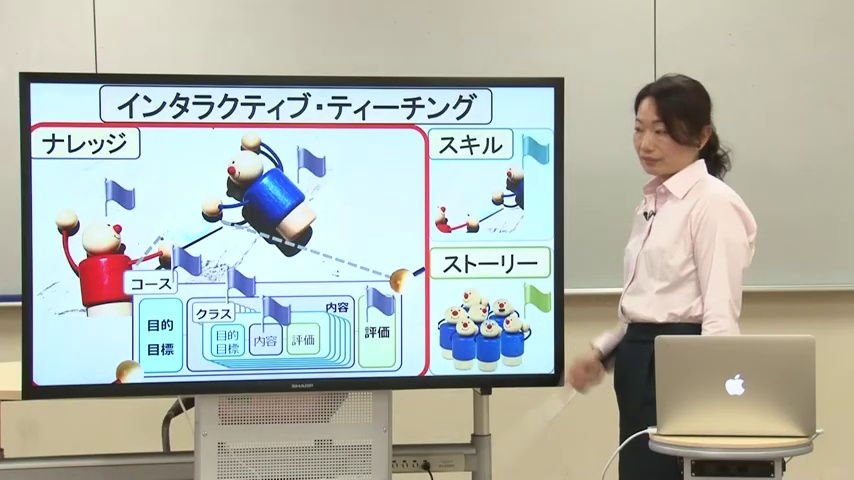 インタラクティブ・ティーチング
ナレッジ
スキル
ストーリー
コース
目的
目標
クラス
内容
目的
目標
内容
評価
評価
SHARP